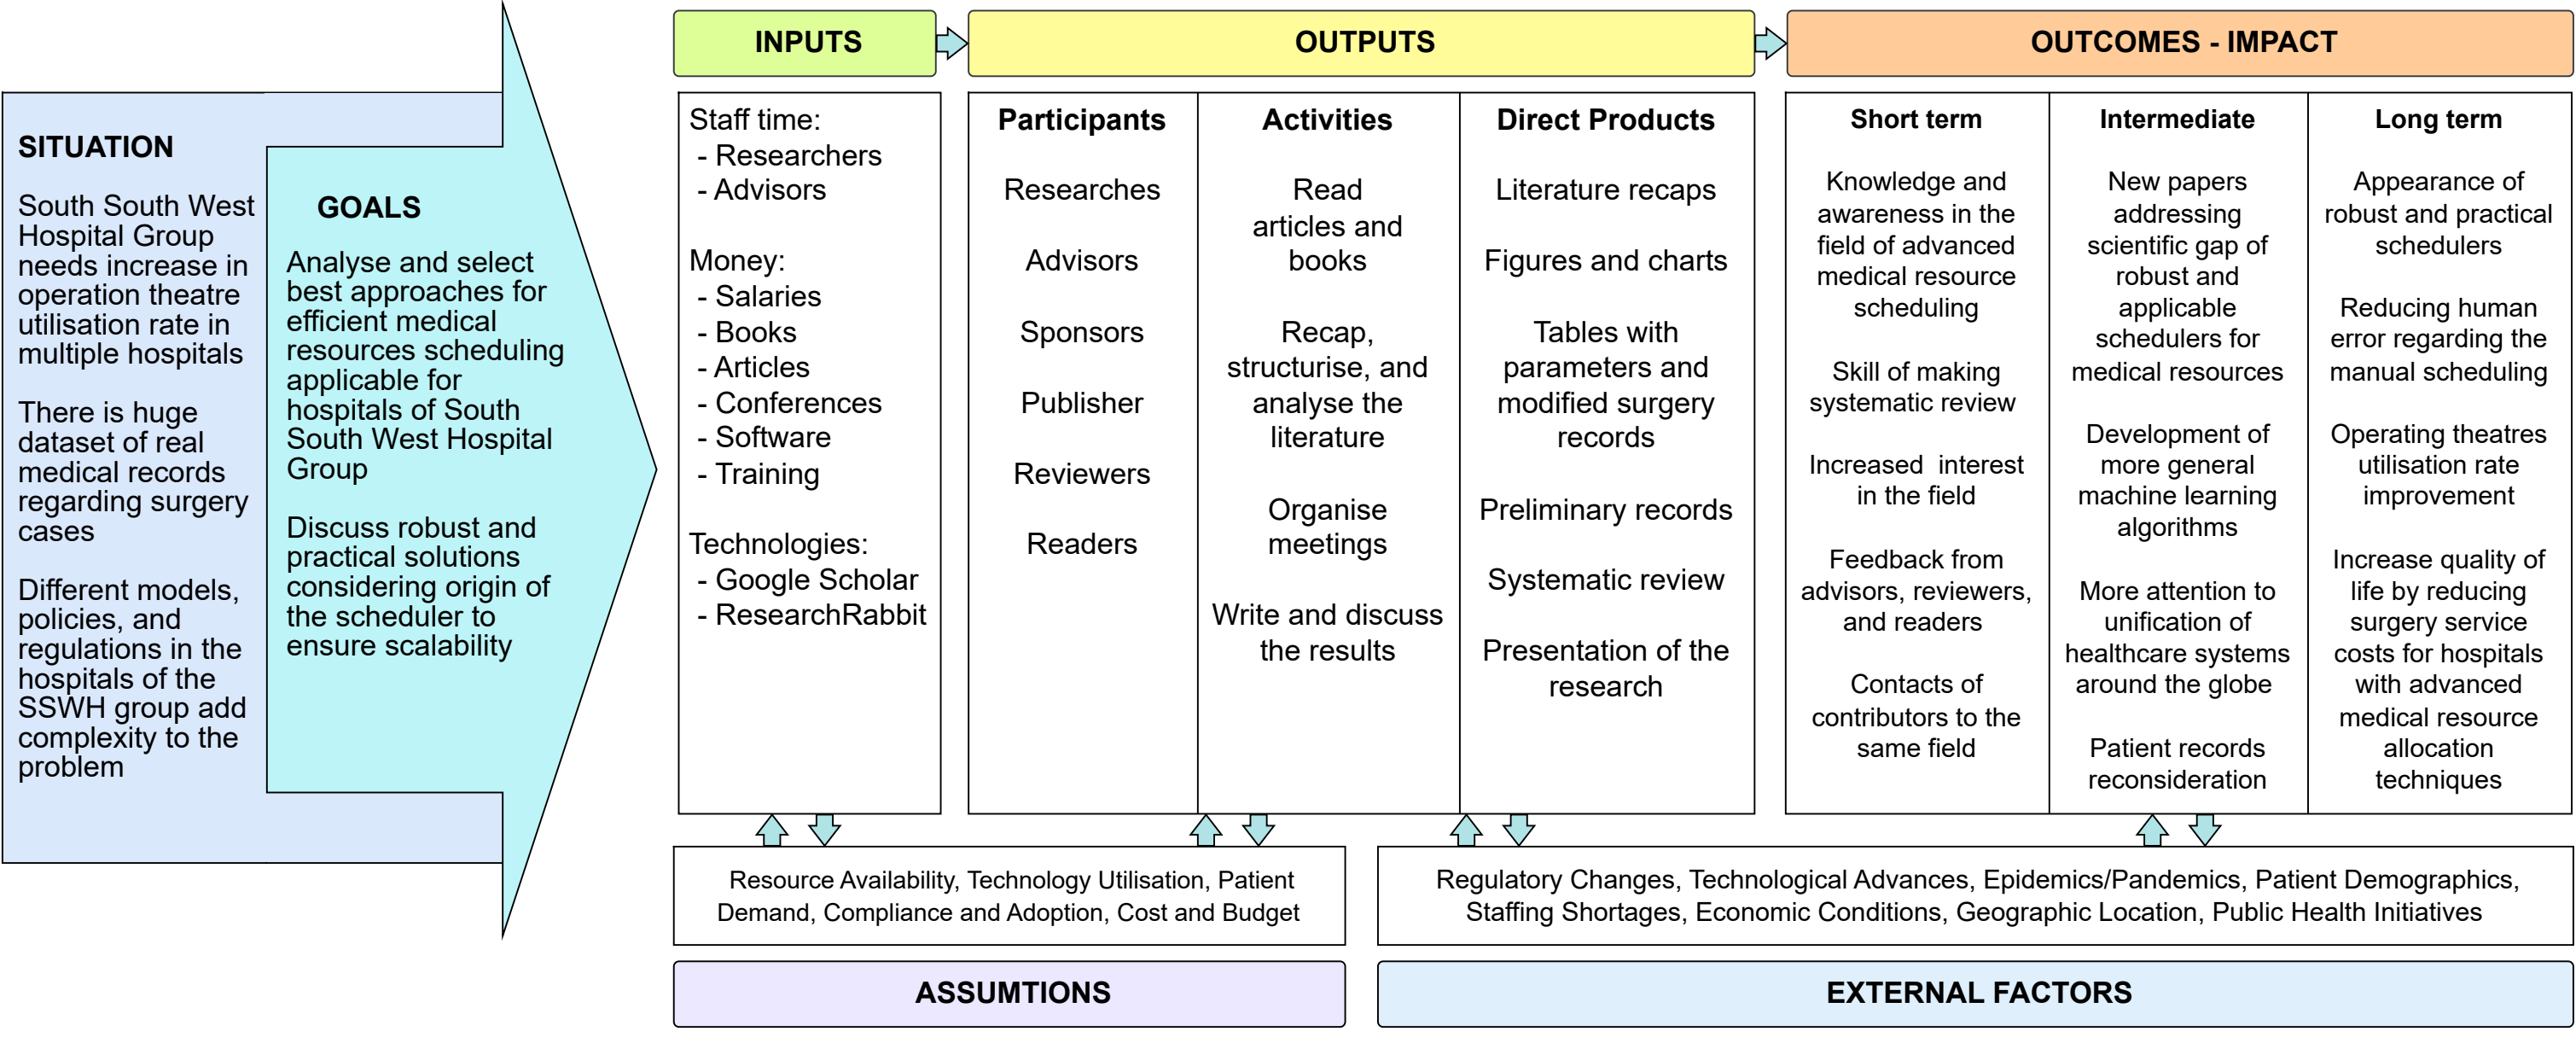 SITUATION
South South West
Hospital Group
needs increase in
operation theatre
utilisation rate in
multiple hospitals
There is huge
dataset of real
medical records
regarding surgery
cases
Different models,
policies, and
regulations in the
hospitals of the
SSWH group add
complexity to the
problem
GOALS
Analyse and select
best approaches for
efficient medical
resources scheduling
applicable for
hospitals of South
South West Hospital
Group
Discuss robust and
practical solutions
considering origin of
the scheduler to
ensure scalability
INPUTS
Staff time:
- Researchers
- Advisors
Money:
- Salaries
- Books
- Articles
- Conferences
- Software
- Training
Technologies:
- Google Scholar
- ResearchRabbit
OUTPUTS
Participants
Researches
Advisors
Sponsors
Publisher
Reviewers
Readers
Activities
Read
articles and
books
Recap,
structurise, and
analyse the
literature
Organise
meetings
Write and discuss
the results
Direct Products
Literature recaps
Figures and charts
Tables with
parameters and
modified surgery
records
Preliminary records
Systematic review
Presentation of the
research
OUTCOMES - IMPACT
Short term
Knowledge and
awareness in the
field of advanced
medical resource
scheduling
Skill of making
systematic review
Increased interest
in the field
Feedback from
advisors, reviewers,
and readers
Contacts of
contributors to the
same field
Intermediate
New papers
addressing
scientific gap of
robust and
applicable
schedulers for
medical resources
Development of
more general
machine learning
algorithms
More attention to
unification of
healthcare systems
around the globe
Patient records
reconsideration
Long term
Appearance of
robust and practical
schedulers
Reducing human
error regarding the
manual scheduling
Operating theatres
utilisation rate
improvement
Increase quality of
life by reducing
surgery service
costs for hospitals
with advanced
medical resource
allocation
techniques
Resource Availability, Technology Utilisation, Patient
Demand, Compliance and Adoption, Cost and Budget
ASSUMTIONS
Regulatory Changes, Technological Advances, Epidemics/Pandemics, Patient Demographics,
Staffing Shortages, Economic Conditions, Geographic Location, Public Health Initiatives
EXTERNAL FACTORS